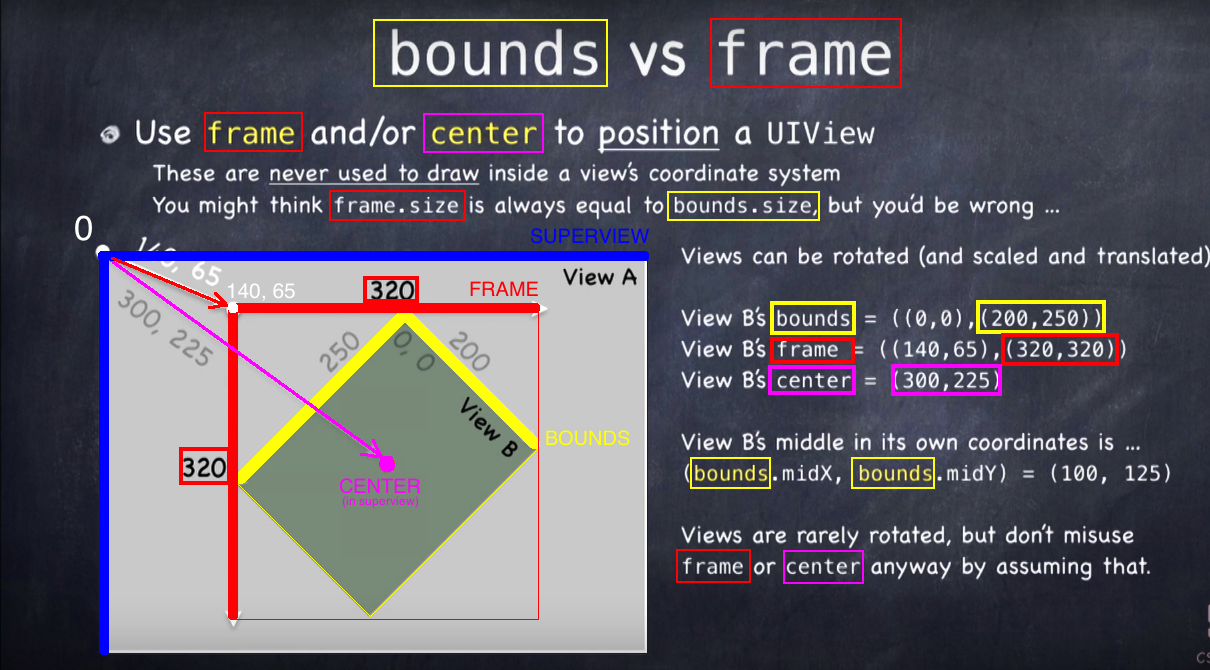 bounds vs frame
Use frame and/or center to position a UIView
These are never used to draw inside a view's coordinate system
You might think frame.size is always equal to bounds.size, but you'd be wrong ...
0
SUPERVIEW
140, 65
View A
140, 65
320
FRAME
300, 225
250
0, 0
200
View B
BOUNDS
320
CENTER
(in superview)
Views can be rotated (and scaled and translated)
View B's bounds = ((0,0),(200,250))
View B's frame = ((140,65),(320,320))
View B's center = (300,225)
View B's middle in its own coordinates is ...
(bounds.midX, bounds.midY) = (100, 125)
Views are rarely rotated, but don't misuse
frame or center anyway by assuming that.